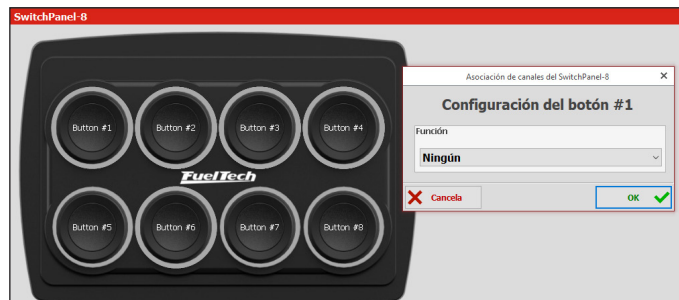 SwitchPanel-8
Button #1 Button #2 Button #3 Button #4
FuelTech
Button #5 Button #6 Button #7 Button #8
Asociación de canales del SwitchPanel-8
Configuración del botón #1
Función
Ningún
Cancela OK